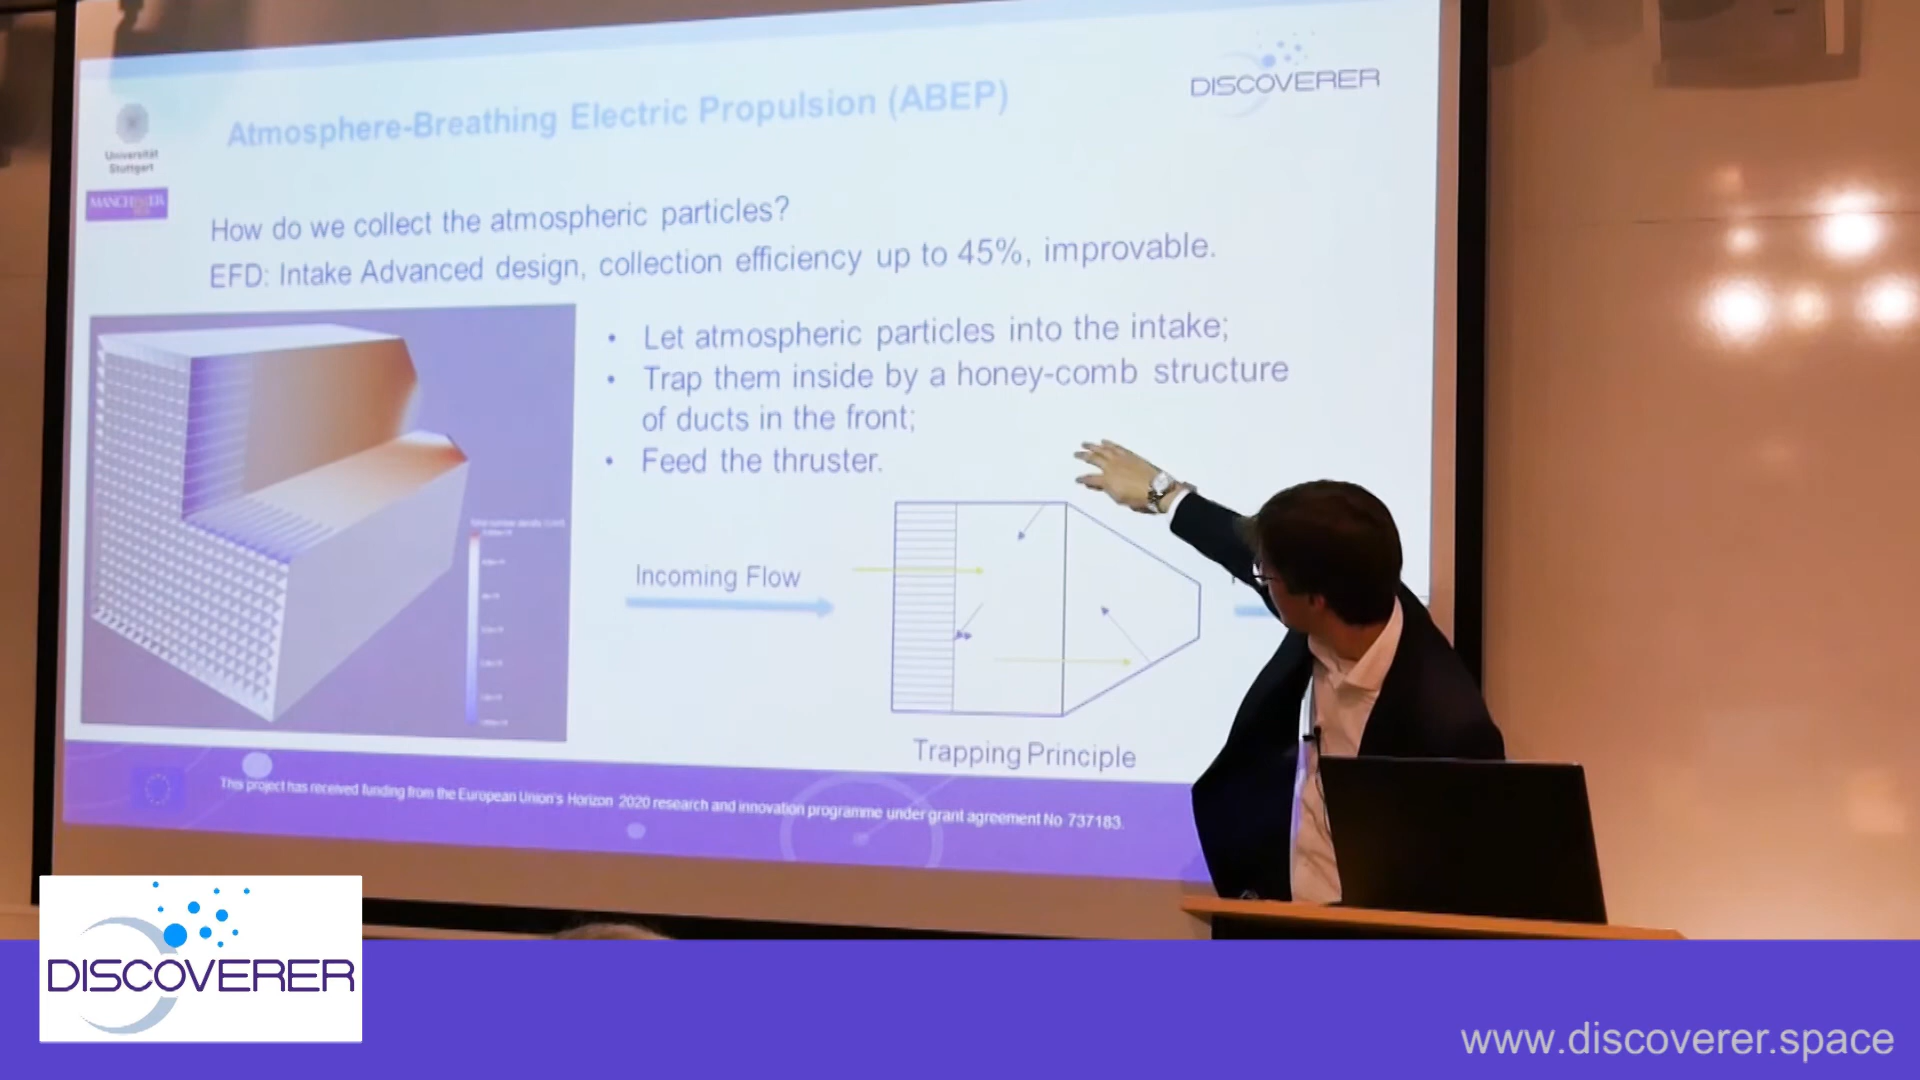 DISCOVERER
Atmosphere-Breathing Electric Propulsion (ABEP)
Universität
Stuttgart
MANCHESTER
How do we collect the atmospheric particles?
EFD: Intake Advanced design, collection efficiency up to 45%, improvable.
• Let atmospheric particles into the intake;
• Trap them inside by a honey-comb structure
of ducts in the front;
• Feed the thruster.
Incoming Flow
Trapping Principle
This project has received funding from the European Union's Horizon 2020 research and innovation programme under grant agreement No 737183.
DISCOVERER
www.discoverer.space